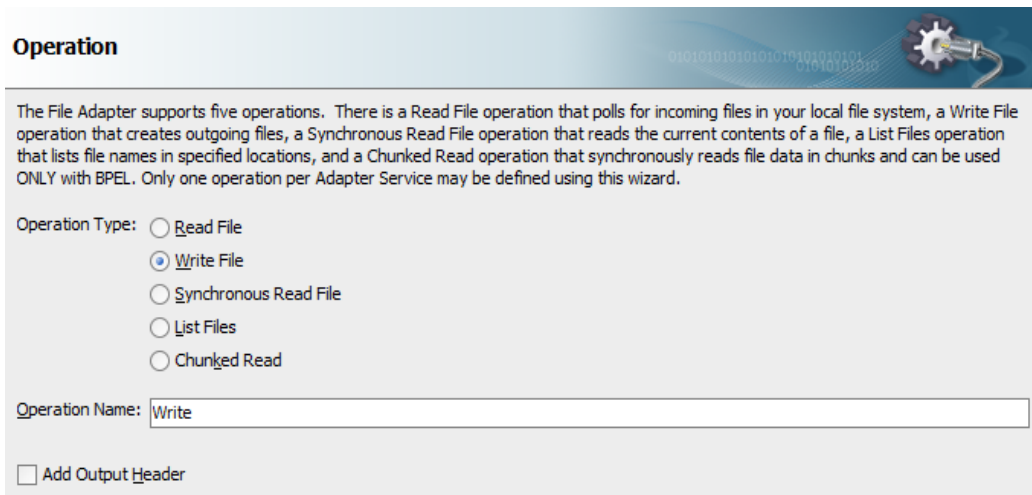 Operation
010101010101010101010101
01010101010
The File Adapter supports five operations.  There is a Read File operation that polls for incoming files in your local file system, a Write File
operation that creates outgoing files, a Synchronous Read File operation that reads the current contents of a file, a List Files operation
that lists file names in specified locations, and a Chunked Read operation that synchronously reads file data in chunks and can be used
ONLY with BPEL. Only one operation per Adapter Service may be defined using this wizard.
Operation Type: Read File
Write File
Synchronous Read File
List Files
Chunked Read
Operation Name: Write
Add Output Header